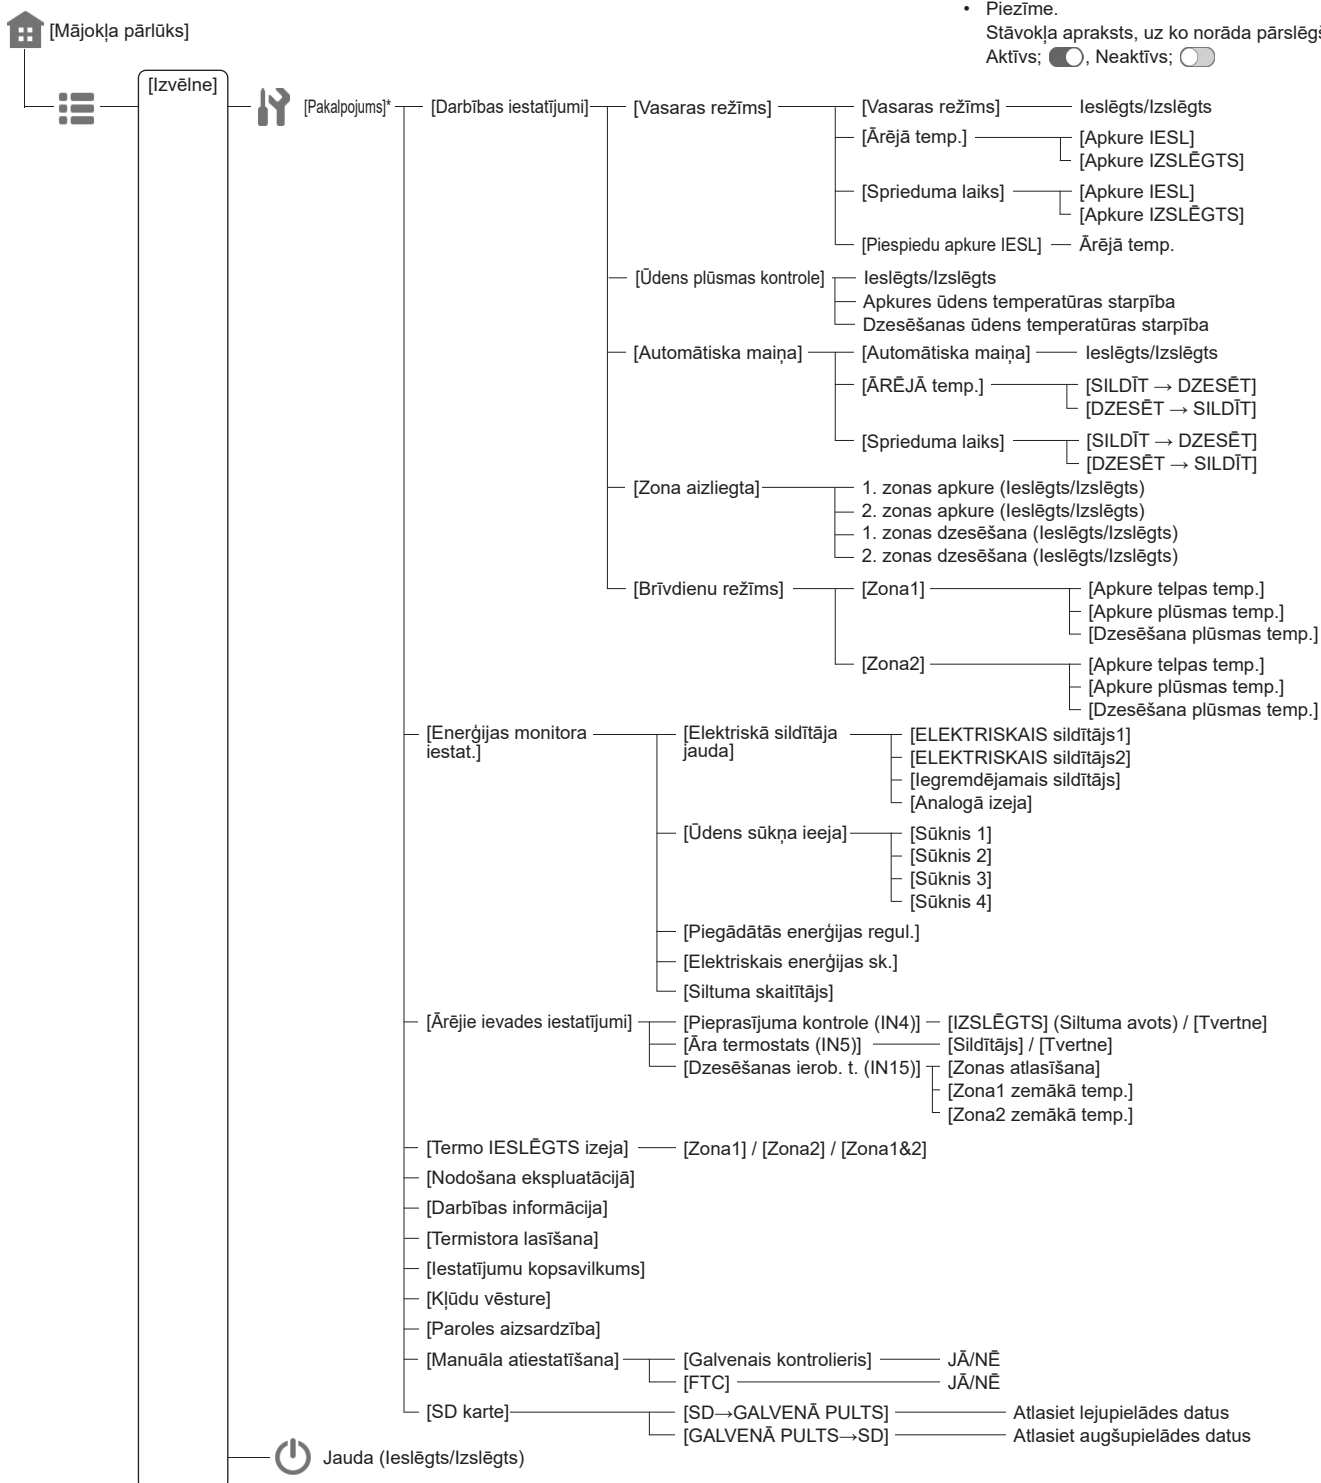 • Piezīme.
Stāvokļa apraksts, uz ko norāda
Aktīvs; , Neaktīvs;
[Mājokļa pārlūks]
[Izvēlne]
[Pakalpojums]*
[Darbības iestatījumi]
[Vasaras režīms]
[Vasaras režīms] Ieslēgts/Izslēgts
[Ārējā temp.] [Apkure IESL]
[Apkure IZSLĒGTS]
[Sprieduma laiks] [Apkure IESL]
[Apkure IZSLĒGTS]
[Piespiedu apkure IESL] Ārējā temp.
[Ūdens plūsmas kontrole] Ieslēgts/Izslēgts
Apkures ūdens temperatūras starpība
Dzesēšanas ūdens temperatūras starpība
[Automātiska maiņa] [Automātiska maiņa] Ieslēgts/Izslēgts
[ĀRĒJĀ temp.] [SILDĪT → DZESĒT]
[DZESĒT → SILDĪT]
[Sprieduma laiks] [SILDĪT → DZESĒT]
[DZESĒT → SILDĪT]
[Zona aizliegta] 1. zonas apkure (Ieslēgts/Izslēgts)
2. zonas apkure (Ieslēgts/Izslēgts)
1. zonas dzesēšana (Ieslēgts/Izslēgts)
2. zonas dzesēšana (Ieslēgts/Izslēgts)
[Brīvdienu režīms] [Zona1] [Apkure telpas temp.]
[Apkure plūsmas temp.]
[Dzesēšana plūsmas temp.]
[Zona2] [Apkure telpas temp.]
[Apkure plūsmas temp.]
[Dzesēšana plūsmas temp.]
[Enerģijas monitora
iestat.]
[Elektriskā sildītāja
jauda]
[ELEKTRISKAIS sildītājs1]
[ELEKTRISKAIS sildītājs2]
[Iegremdējamais sildītājs]
[Analogā izeja]
[Ūdens sūkņa ieeja] [Sūknis 1]
[Sūknis 2]
[Sūknis 3]
[Sūknis 4]
[Piegādātās enerģijas regul.]
[Elektriskais enerģijas sk.]
[Siltuma skaitītājs]
[Ārējie ievades iestatījumi] [Pieprasījuma kontrole (IN4)] [IZSLĒGTS] (Siltuma avots) / [Tvertne]
[Āra termostats (IN5)] [Sildītājs] / [Tvertne]
[Dzesēšanas ierob. t. (IN15)] [Zonas atlasīšana]
[Zona1 zemākā temp.]
[Zona2 zemākā temp.]
[Termo IESLĒGTS izeja] [Zona1] / [Zona2] / [Zona1&2]
[Nodošana ekspluatācijā]
[Darbības informācija]
[Termistora lasīšana]
[Iestatījumu kopsavilkums]
[Kļūdu vēsture]
[Paroles aizsardzība]
[Manuāla atiestatīšana] [Galvenais kontrolieris] JĀ/NĒ
[FTC] JĀ/NĒ
[SD karte] [SD→GALVENĀ PULTS] Atlasiet lejupielādes datus
[GALVENĀ PULTS→SD] Atlasiet augšupielādes datus
Jauda (Ieslēgts/Izslēgts)